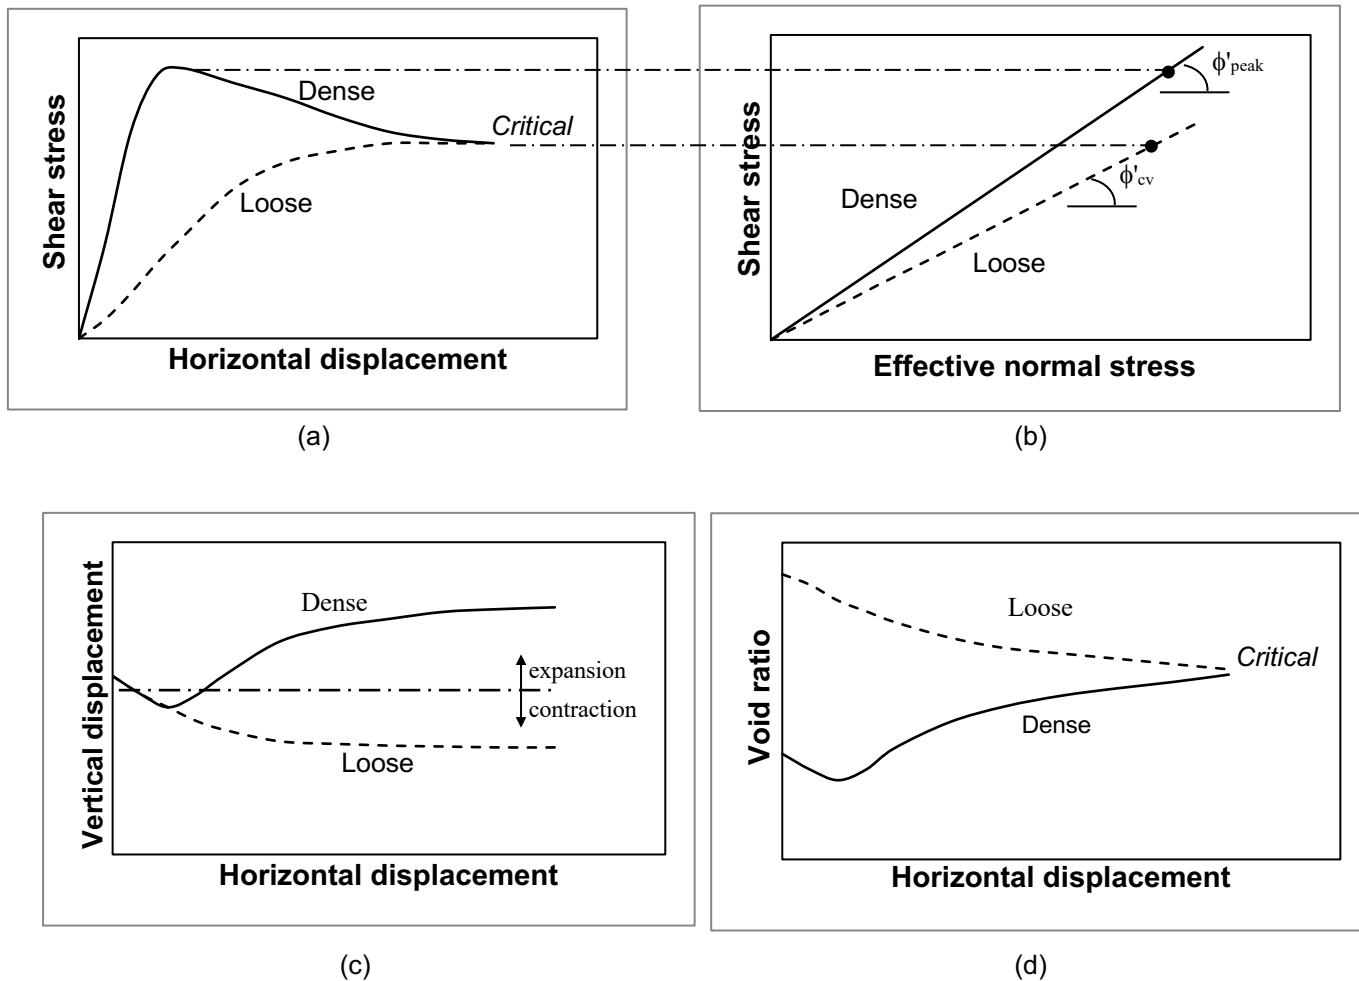 Shear stress
Dense
Critical
Loose
Horizontal displacement
(a)
Shear stress
ϕ'peak
ϕ'cv
Dense
Loose
Effective normal stress
(b)
Vertical displacement
Dense
expansion
contraction
Loose
Horizontal displacement
(c)
Void ratio
Loose
Critical
Dense
Horizontal displacement
(d)